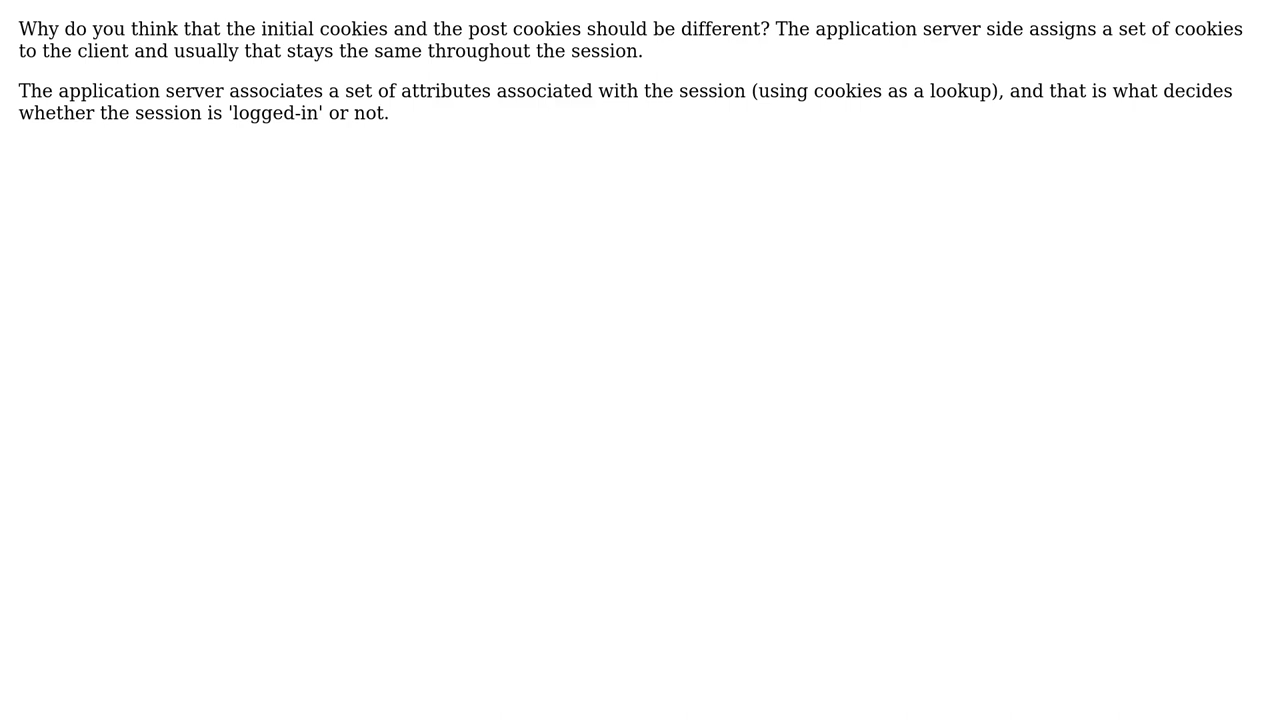 Why do you think that the initial cookies and the post cookies should be different? The application server side assigns a set of cookies
to the client and usually that stays the same throughout the session.
The application server associates a set of attributes associated with the session (using cookies as a lookup), and that is what decides
whether the session is 'logged-in' or not.